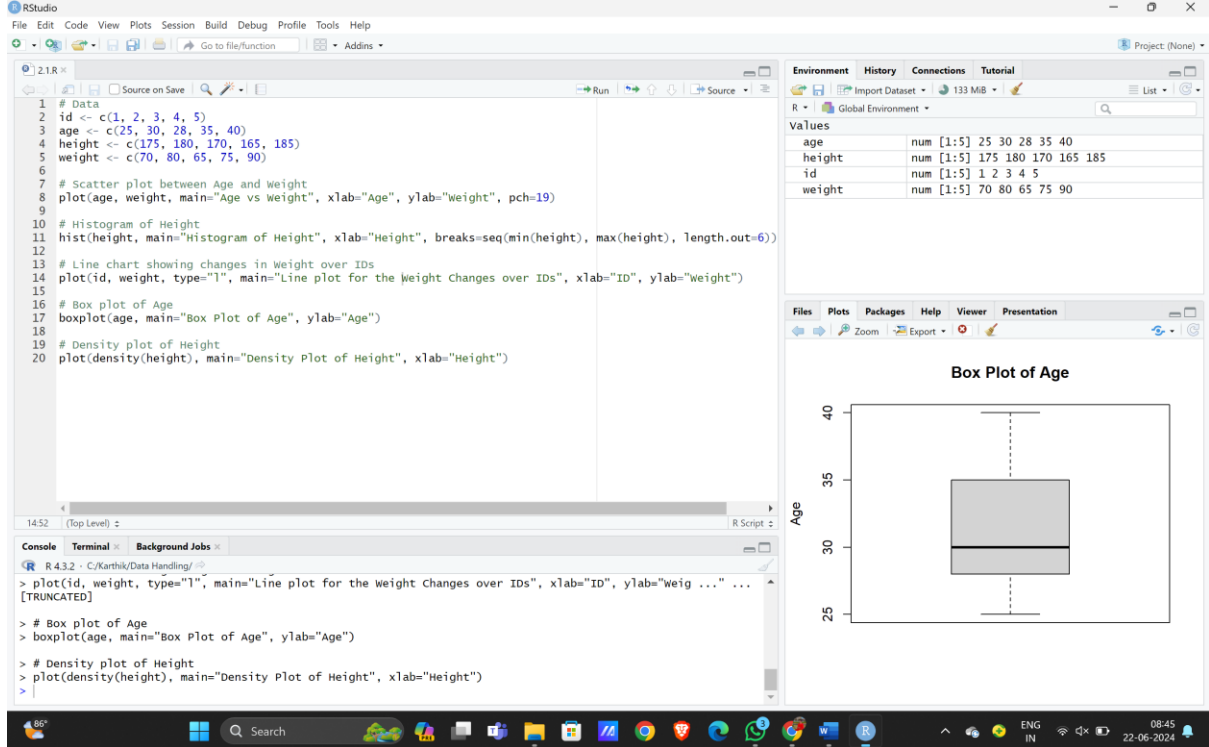 RStudio
File Edit Code View Plots Session Build Debug Profile Tools Help
Go to file/function Addins Project: (None)
2.1.R
Source on Save Run Source
1 # Data
2 id <- c(1, 2, 3, 4, 5)
3 age <- c(25, 30, 28, 35, 40)
4 height <- c(175, 180, 170, 165, 185)
5 weight <- c(70, 80, 65, 75, 90)
6
7 # Scatter plot between Age and Weight
8 plot(age, weight, main="Age vs Weight", xlab="Age", ylab="Weight", pch=19)
9
10 # Histogram of Height
11 hist(height, main="Histogram of Height", xlab="Height", breaks=seq(min(height), max(height), length.out=6))
12
13 # Line chart showing changes in Weight over IDs
14 plot(id, weight, type="l", main="Line plot for the Weight Changes over IDs", xlab="ID", ylab="Weight")
15
16 # Box plot of Age
17 boxplot(age, main="Box Plot of Age", ylab="Age")
18
19 # Density plot of Height
20 plot(density(height), main="Density Plot of Height", xlab="Height")
14:52 (Top Level) R Script
Console Terminal Background Jobs
R 4.3.2 · C:/Karthik/Data Handling/
> plot(id, weight, type="l", main="Line plot for the Weight Changes over IDs", xlab="ID", ylab="Weig ..." ...
[TRUNCATED]
> # Box plot of Age
> boxplot(age, main="Box Plot of Age", ylab="Age")
> # Density plot of Height
> plot(density(height), main="Density Plot of Height", xlab="Height")
>
Environment History Connections Tutorial
Import Dataset 133 MiB List
R Global Environment
Values
age num [1:5] 25 30 28 35 40
height num [1:5] 175 180 170 165 185
id num [1:5] 1 2 3 4 5
weight num [1:5] 70 80 65 75 90
Files Plots Packages Help Viewer Presentation
Zoom Export
Box Plot of Age
40
35
30
25
Age
86°
Search
3
ENG
IN
08:45
22-06-2024